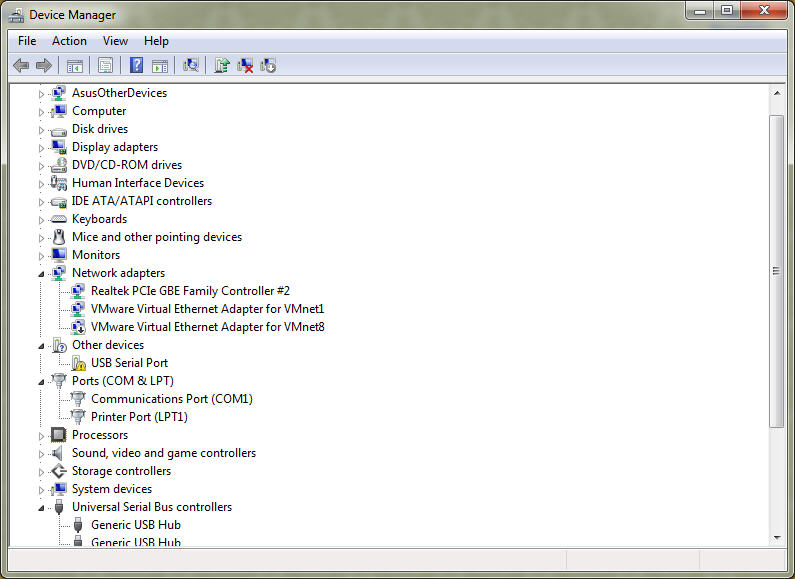 Device Manager
File Action View Help
AsusOtherDevices
Computer
Disk drives
Display adapters
DVD/CD-ROM drives
Human Interface Devices
IDE ATA/ATAPI controllers
Keyboards
Mice and other pointing devices
Monitors
Network adapters
Realtek PCIe GBE Family Controller #2
VMware Virtual Ethernet Adapter for VMnet1
VMware Virtual Ethernet Adapter for VMnet8
Other devices
USB Serial Port
Ports (COM & LPT)
Communications Port (COM1)
Printer Port (LPT1)
Processors
Sound, video and game controllers
Storage controllers
System devices
Universal Serial Bus controllers
Generic USB Hub
Generic USB Hub